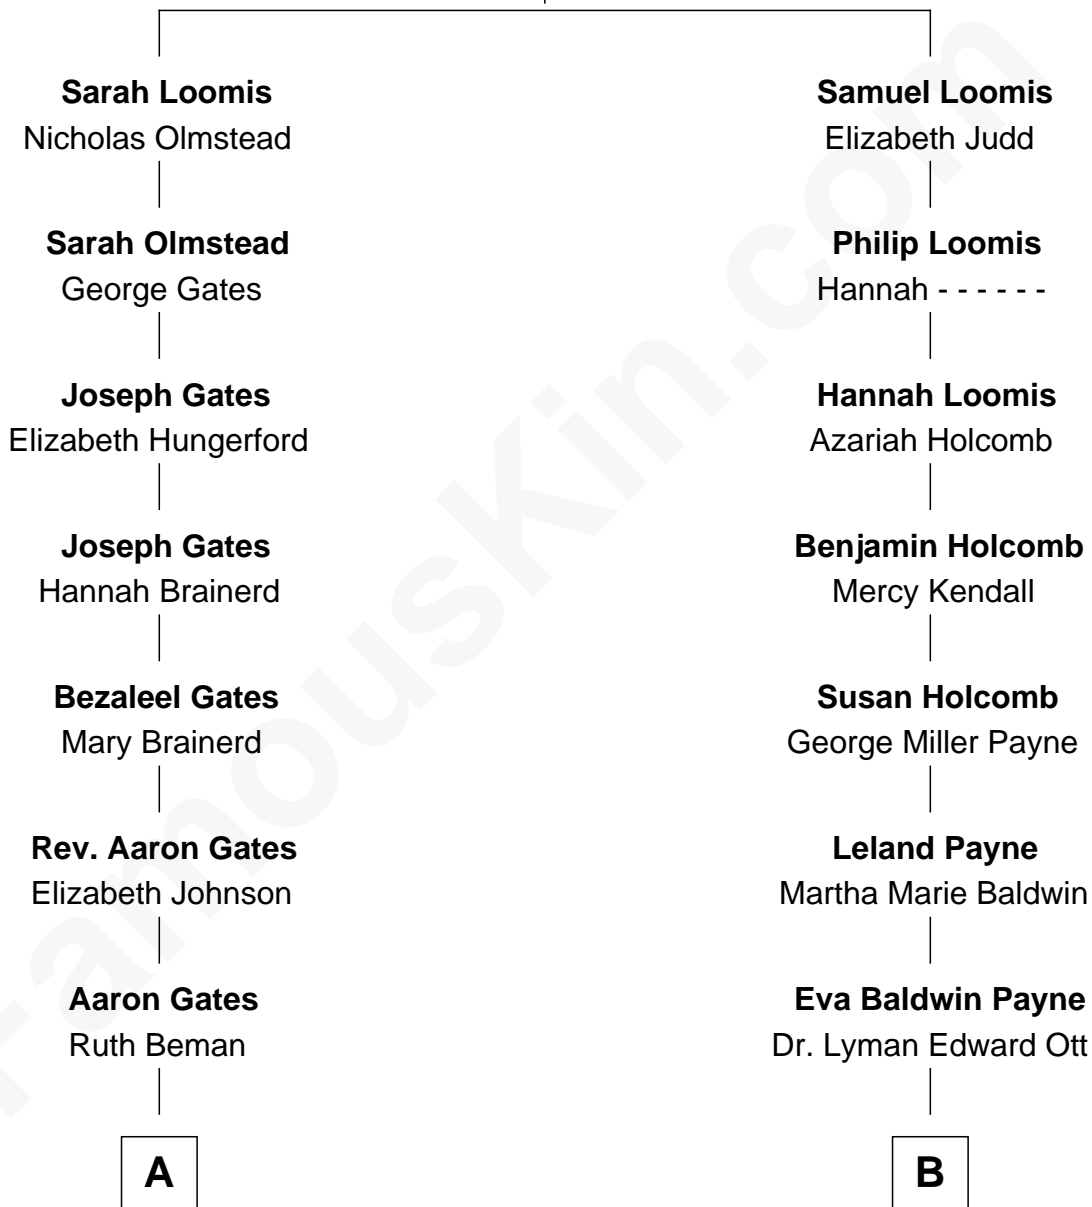 Sarah Loomis
Nicholas Olmstead
Sarah Olmstead
George Gates
Joseph Gates
Elizabeth Hungerford
Joseph Gates
Hannah Brainerd
Bezaleel Gates
Mary Brainerd
Rev. Aaron Gates
Elizabeth Johnson
Aaron Gates
Ruth Beman
A
Samuel Loomis
Elizabeth Judd
Philip Loomis
Hannah - - - - - -
Hannah Loomis
Azariah Holcomb
Benjamin Holcomb
Mercy Kendall
Susan Holcomb
George Miller Payne
Leland Payne
Martha Marie Baldwin
Eva Baldwin Payne
Dr. Lyman Edward Ott
B
FamousKin.com